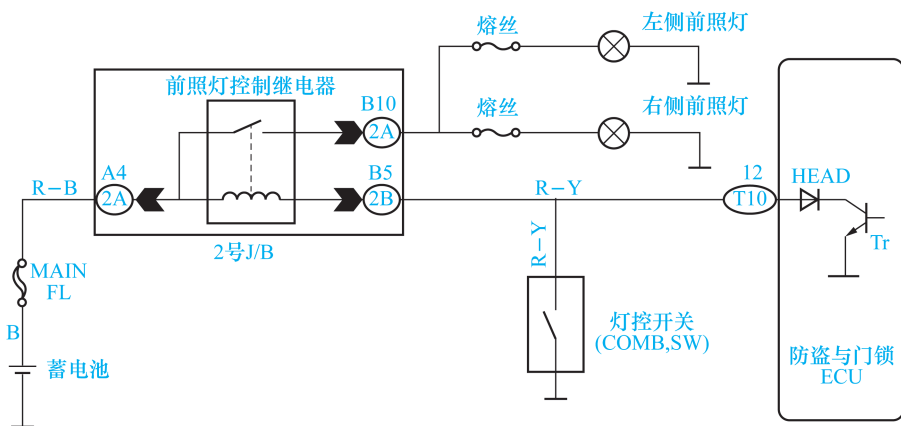 熔丝
左侧前照灯
前照灯控制继电器
B10
2A
熔丝
右侧前照灯
A4
R-B
2A
B5
2B
R-Y
12
T10
HEAD
R-Y
Tr
2号J/B
MAIN
FL
灯控开关
(COMB,SW)
B
蓄电池
防盗与门锁
ECU